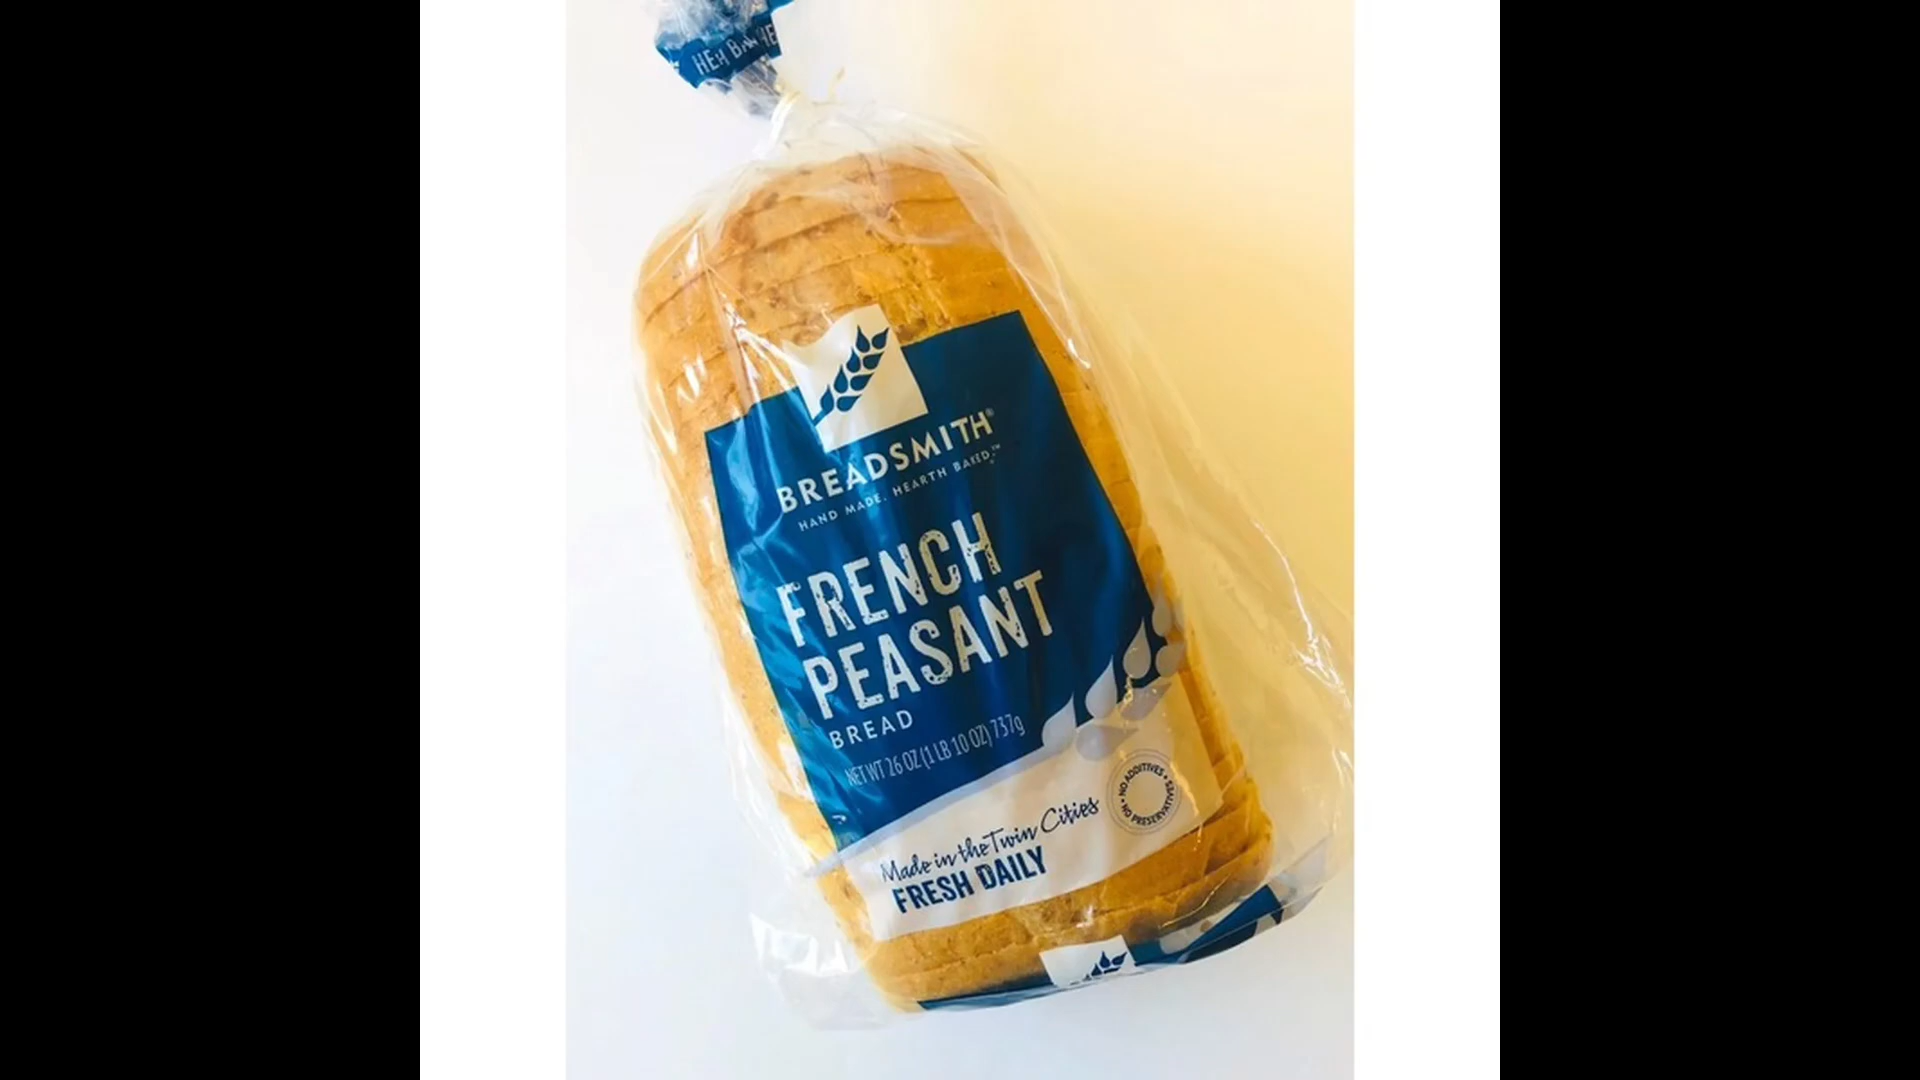 BREADSMITH®
HAND MADE. HEARTH BAKED.™
FRENCH
PEASANT
BREAD
NET WT 26 OZ (1 LB 10 OZ) 737g
NO ADDITIVES • NO PRESERVATIVES •
Made in the Twin Cities
FRESH DAILY